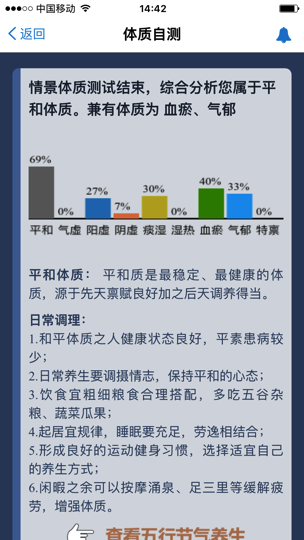 中国移动 14:42
返回 体质自测
情景体质测试结束，综合分析您属于平
和体质。兼有体质为 血瘀、气郁
69% 0% 27% 7% 30% 0% 40% 33% 0%
平和 气虚 阳虚 阴虚 痰湿 湿热 血瘀 气郁 特禀
平和体质： 平和质是最稳定、最健康的体
质，源于先天禀赋良好加之后天调养得当。
日常调理：
1.和平体质之人健康状态良好，平素患病较
少；
2.日常养生要调摄情志，保持平和的心态；
3.饮食宜粗细粮食合理搭配，多吃五谷杂
粮、蔬菜瓜果；
4.起居宜规律，睡眠要充足，劳逸相结合；
5.形成良好的运动健身习惯，选择适宜自己
的养生方式；
6.闲暇之余可以按摩涌泉、足三里等缓解疲
劳，增强体质。
查看五行节气养生